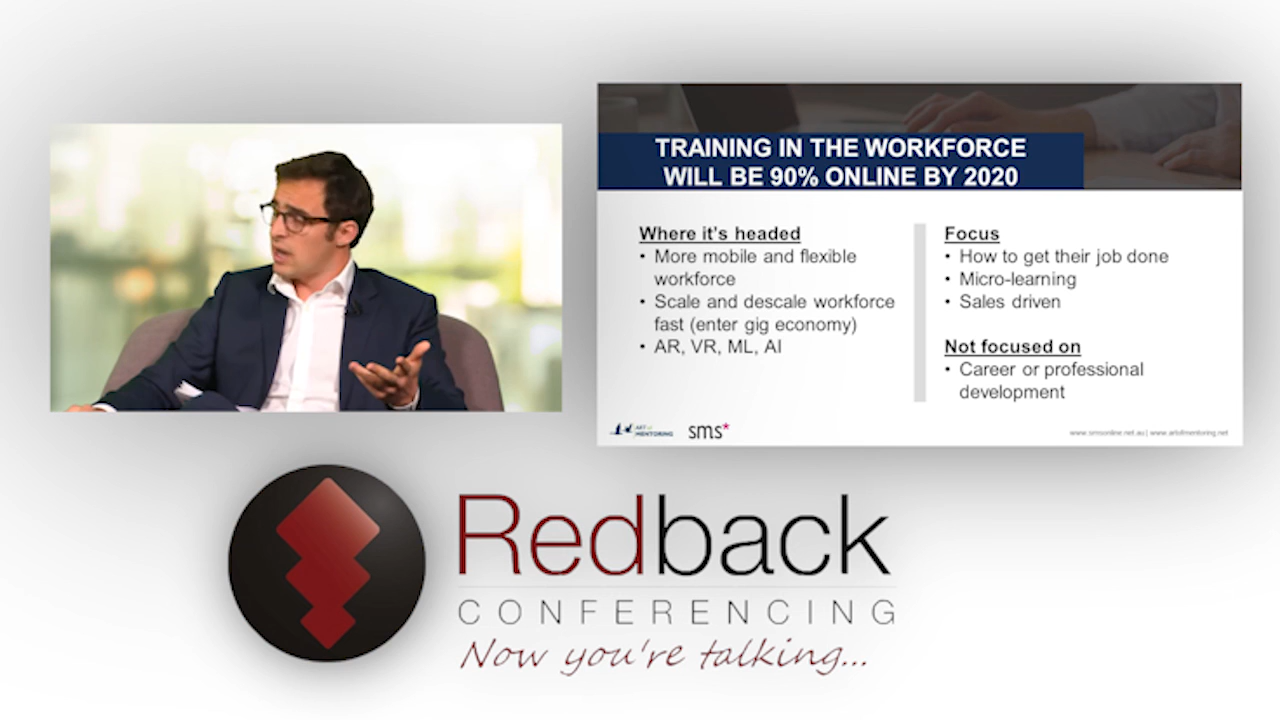 TRAINING IN THE WORKFORCE
WILL BE 90% ONLINE BY 2020
Where it's headed
• More mobile and flexible
workforce
• Scale and descale workforce
fast (enter gig economy)
• AR, VR, ML, AI
Focus
• How to get their job done
• Micro-learning
• Sales driven
Not focused on
• Career or professional
development
ART of
MENTORING
sms*
www.smsonline.net.au | www.artofmentoring.net
Redback
CONFERENCING
Now you're talking...